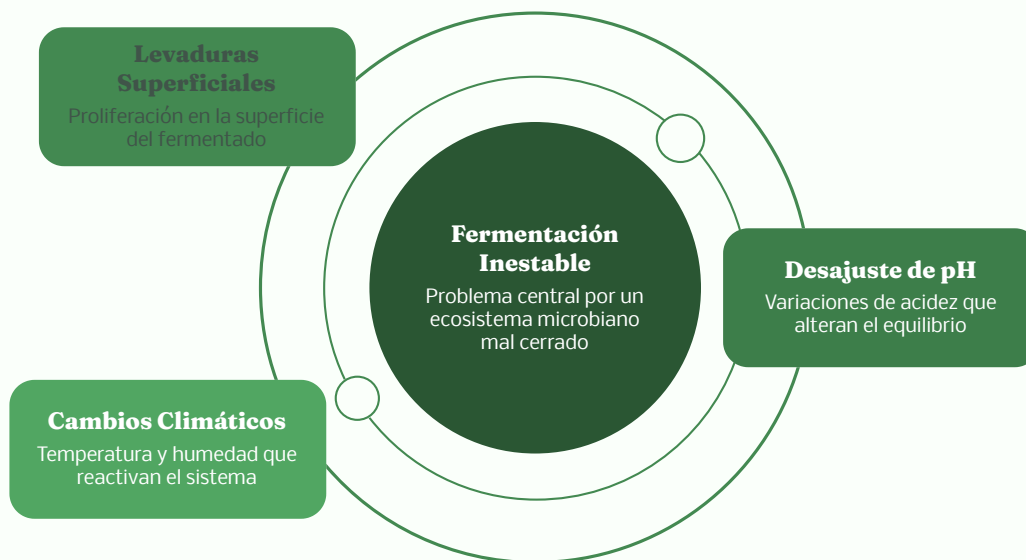 Levaduras
Superficiales
Proliferación en la superficie
del fermentado
Fermentación
Inestable
Problema central por un
ecosistema microbiano
mal cerrado
Desajuste de pH
Variaciones de acidez que
alteran el equilibrio
Cambios Climáticos
Temperatura y humedad que
reactivan el sistema